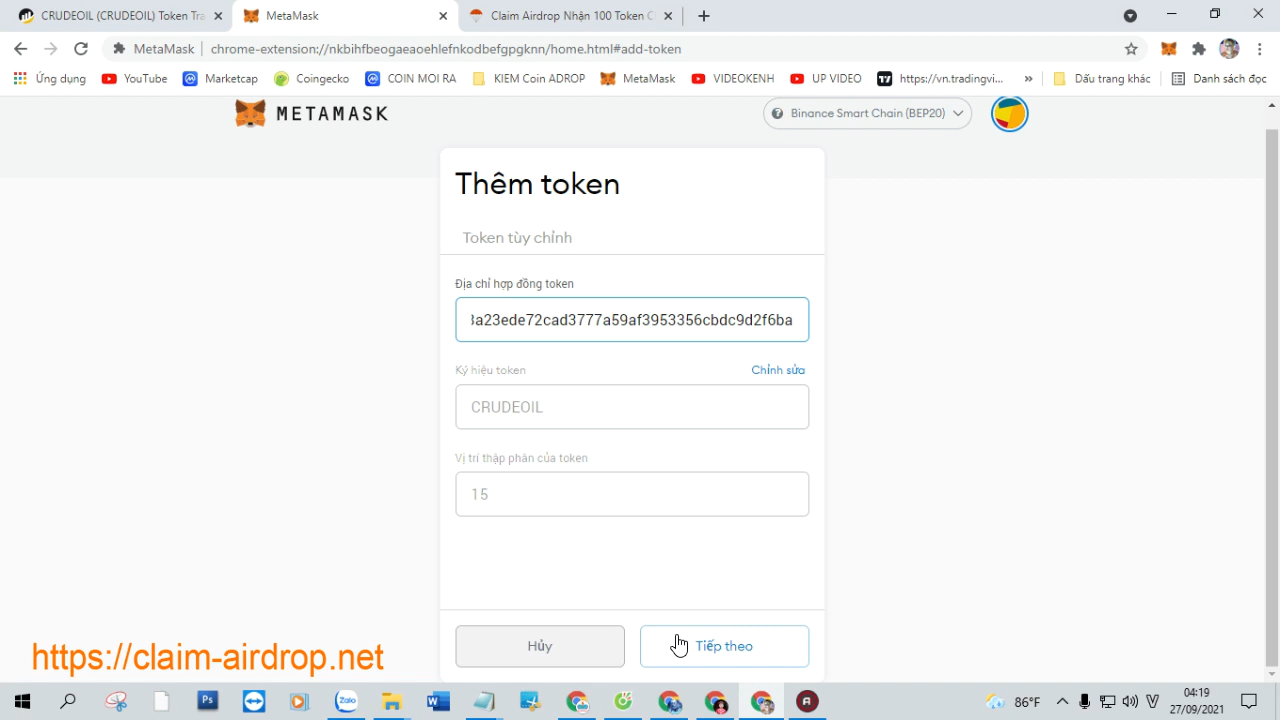 CRUDEOIL (CRUDEOIL) Token Tra
MetaMask
Claim Airdrop Nhận 100 Token C
MetaMask
chrome-extension://nkbihfbeogaeaoehlefnkodbefgpgknn/home.html#add-token
Ứng dụng
YouTube
Marketcap
Coingecko
COIN MOI RA
KIEM Coin ADROP
MetaMask
VIDEOKENH
UP VIDEO
https://vn.tradingvi...
»
Dấu trang khác
Danh sách đọc
METAMASK
Binance Smart Chain (BEP20)
Thêm token
Token tùy chỉnh
Địa chỉ hợp đồng token
3a23ede72cad3777a59af3953356cbdc9d2f6ba
Ký hiệu token
Chỉnh sửa
CRUDEOIL
Vị trí thập phân của token
15
Hủy
Tiếp theo
https://claim-airdrop.net
86°F
04:19
27/09/2021